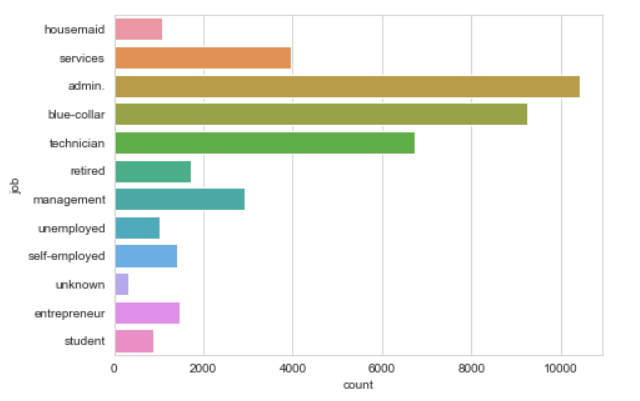 housemaid
services
admin.
blue-collar
technician
retired
management
unemployed
self-employed
unknown
entrepreneur
student
job
0 2000 4000 6000 8000 10000
count